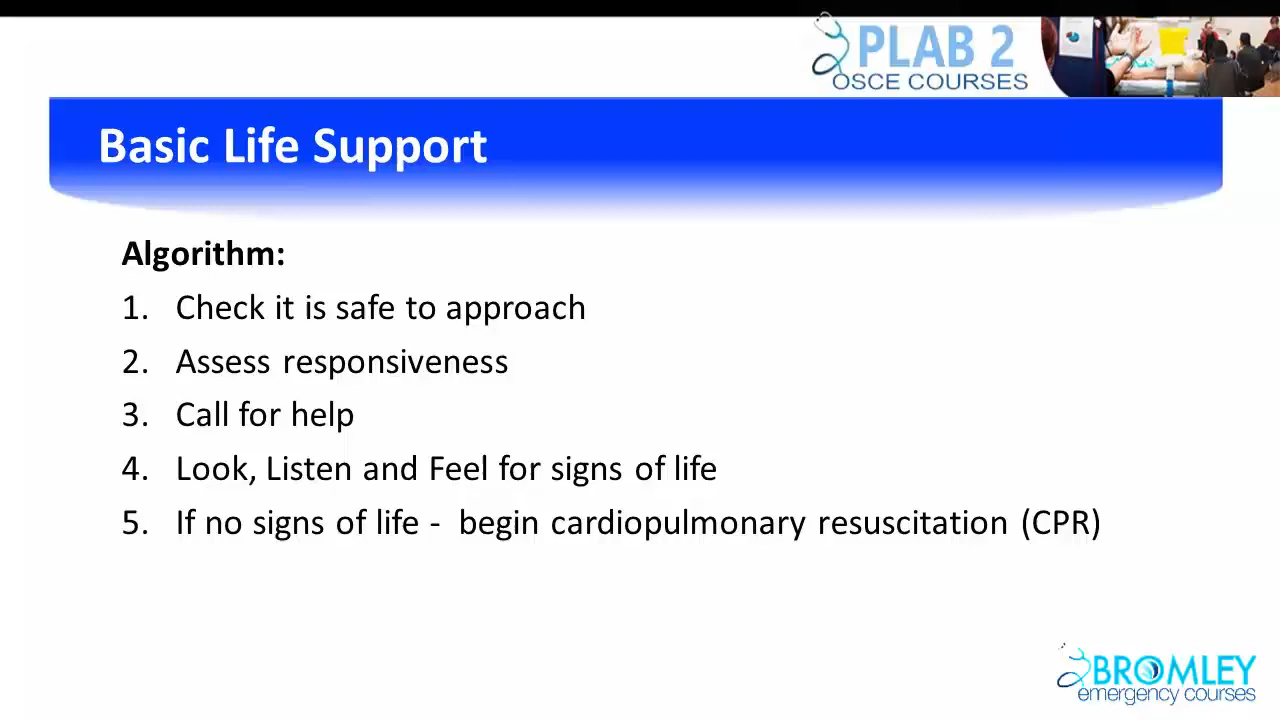 PLAB 2
OSCE COURSES
Basic Life Support
Algorithm:
1. Check it is safe to approach
2. Assess responsiveness
3. Call for help
4. Look, Listen and Feel for signs of life
5. If no signs of life - begin cardiopulmonary resuscitation (CPR)
BROMLEY
emergency courses